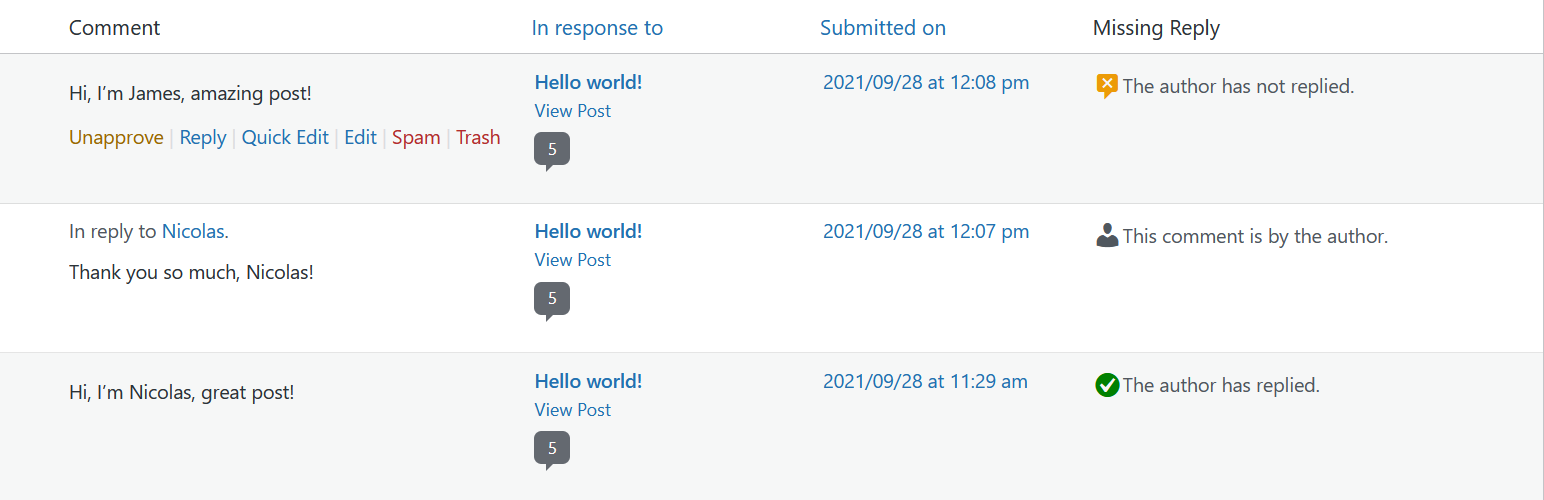 Comment In response to Submitted on Missing Reply
Hi, I’m James, amazing post! Hello world! 2021/09/28 at 12:08 pm The author has not replied.
View Post
Unapprove | Reply | Quick Edit | Edit | Spam | Trash
5
In reply to Nicolas. Hello world! 2021/09/28 at 12:07 pm This comment is by the author.
View Post
Thank you so much, Nicolas!
5
Hi, I’m Nicolas, great post! Hello world! 2021/09/28 at 11:29 am The author has replied.
View Post
5